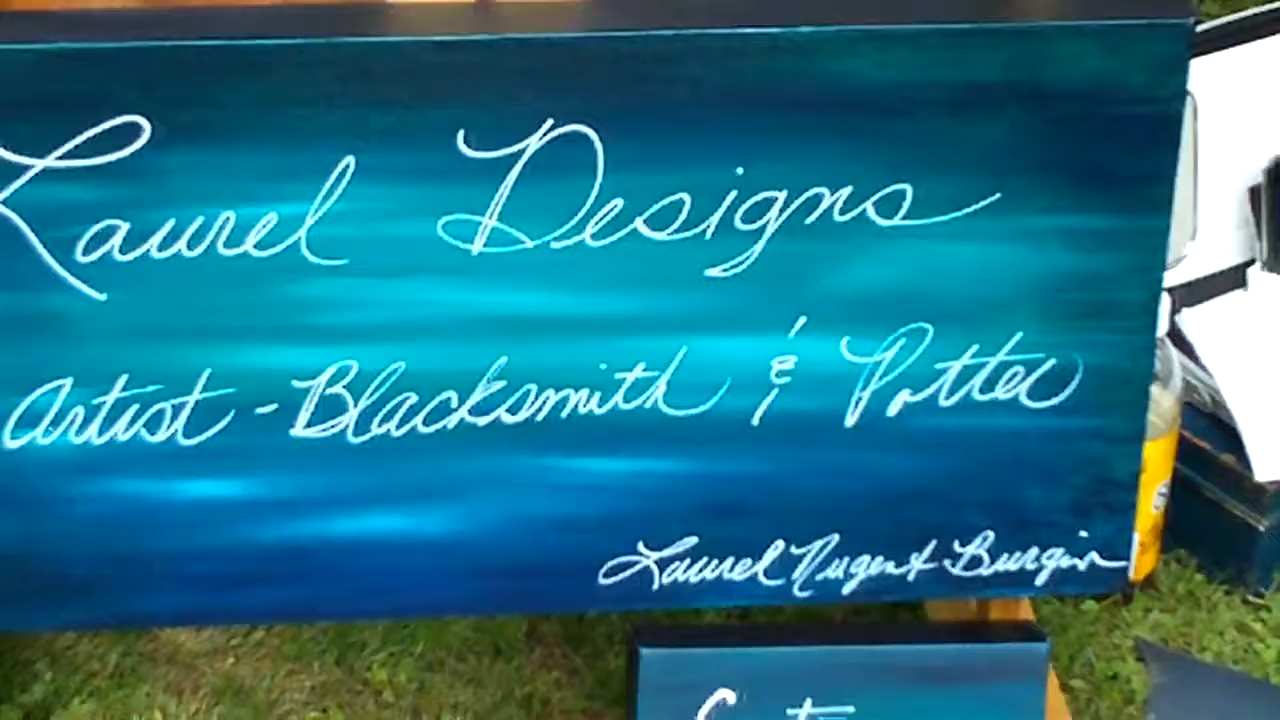 Laurel Designs
Artist - Blacksmith & Potter
Laurel Nugent Burgin